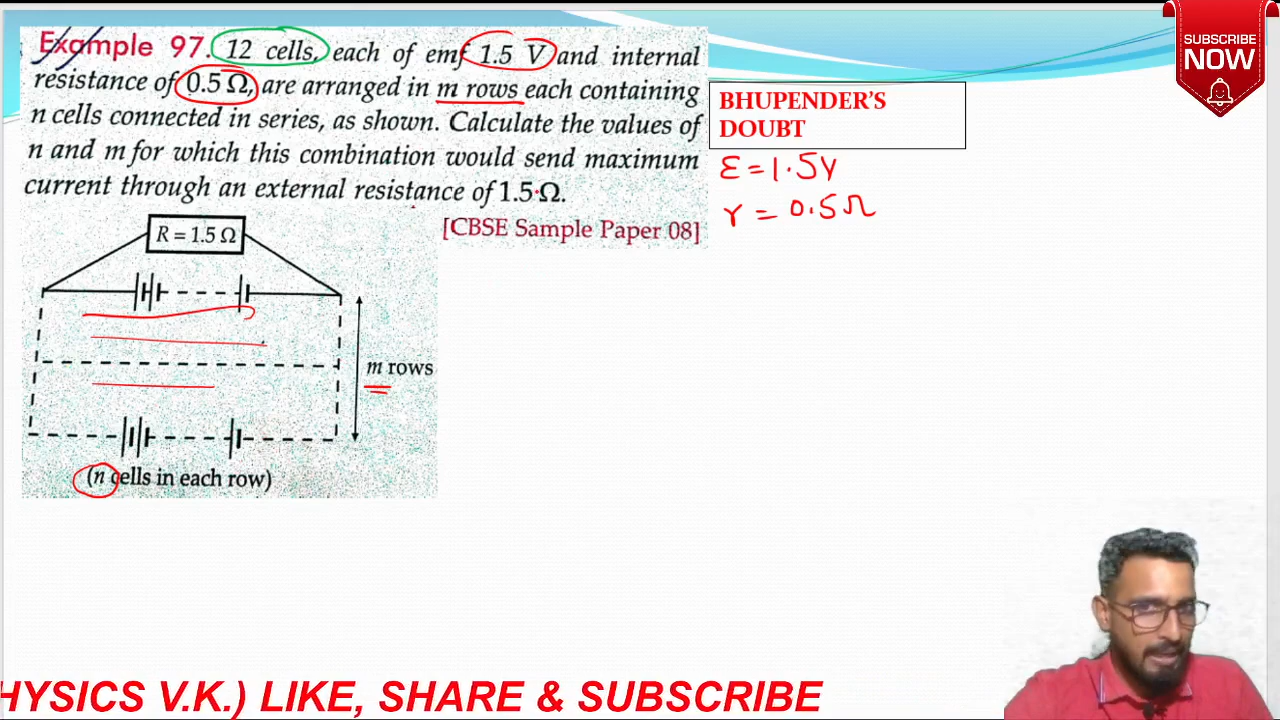 SUBSCRIBE
NOW
Example 97. 12 cells, each of emf 1.5 V and internal
resistance of 0.5 Ω, are arranged in m rows each containing
n cells connected in series, as shown. Calculate the values of
n and m for which this combination would send maximum
current through an external resistance of 1.5·Ω.
[CBSE Sample Paper 08]
BHUPENDER'S
DOUBT
ε = 1.5V
r = 0.5 Ω
R = 1.5 Ω
m rows
(n cells in each row)
HYSICS V.K.) LIKE, SHARE & SUBSCRIBE